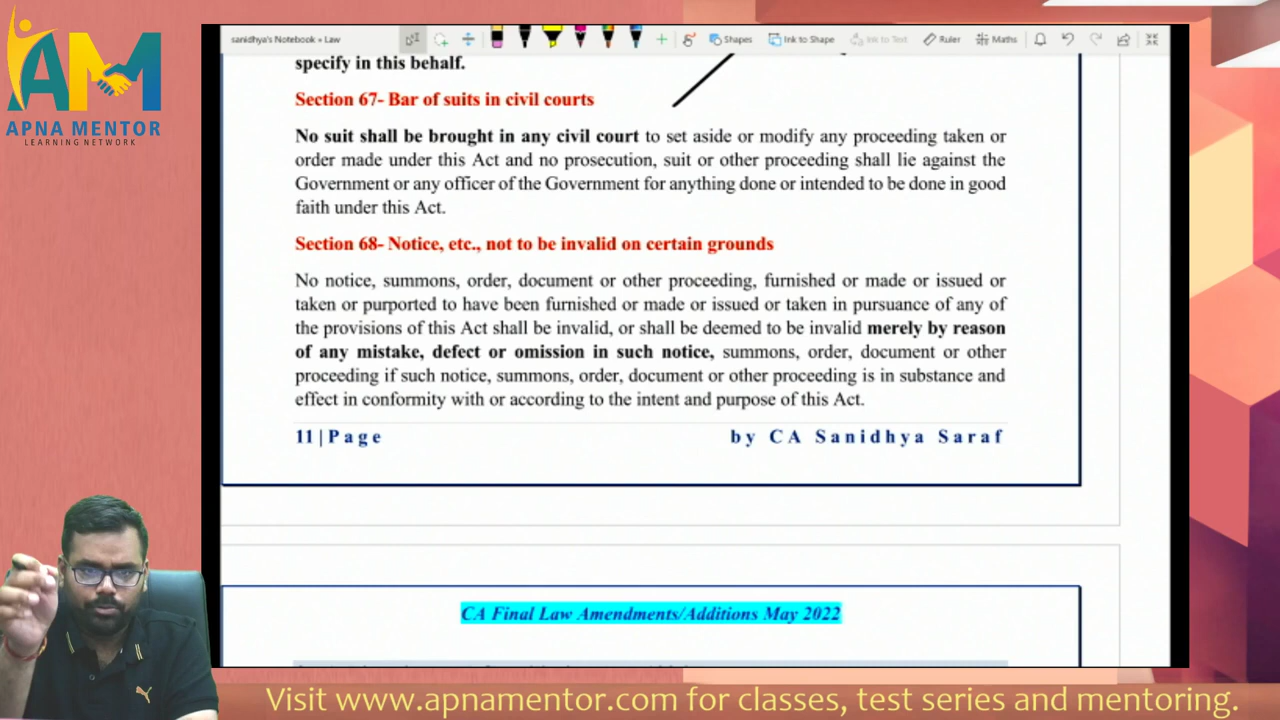 AM
APNA MENTOR
LEARNING NETWORK
sanidhya's Notebook » Law
Shapes
Ink to Shape
Ink to Text
Ruler
Maths
specify in this behalf.
Section 67- Bar of suits in civil courts
No suit shall be brought in any civil court to set aside or modify any proceeding taken or
order made under this Act and no prosecution, suit or other proceeding shall lie against the
Government or any officer of the Government for anything done or intended to be done in good
faith under this Act.
Section 68- Notice, etc., not to be invalid on certain grounds
No notice, summons, order, document or other proceeding, furnished or made or issued or
taken or purported to have been furnished or made or issued or taken in pursuance of any of
the provisions of this Act shall be invalid, or shall be deemed to be invalid merely by reason
of any mistake, defect or omission in such notice, summons, order, document or other
proceeding if such notice, summons, order, document or other proceeding is in substance and
effect in conformity with or according to the intent and purpose of this Act.
11 | P a g e
by CA Sanidhya Saraf
CA Final Law Amendments/Additions May 2022
Visit www.apnamentor.com for classes, test series and mentoring.